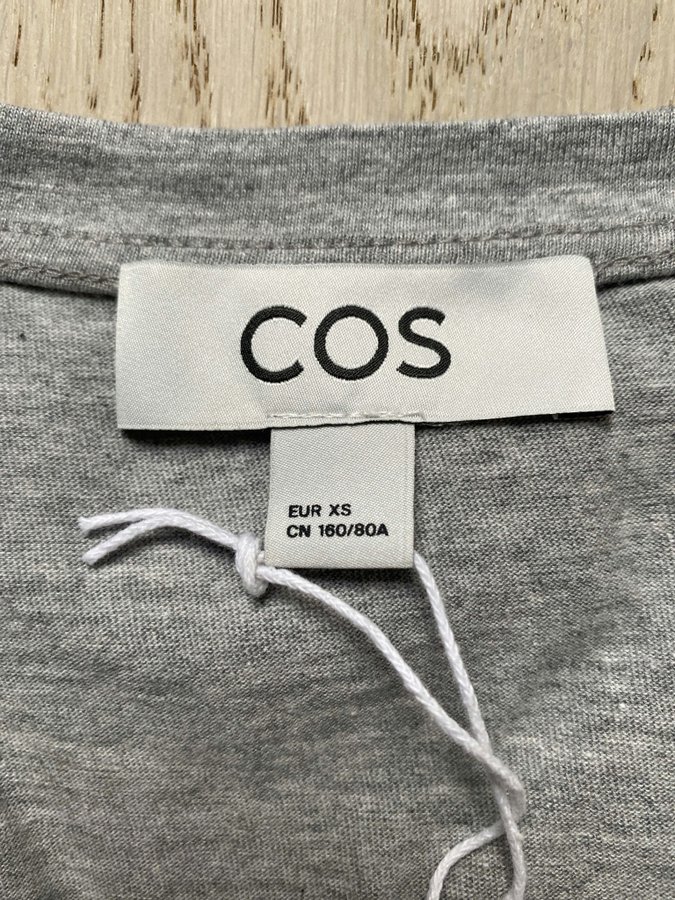 COS
EUR XS
CN 160/80A